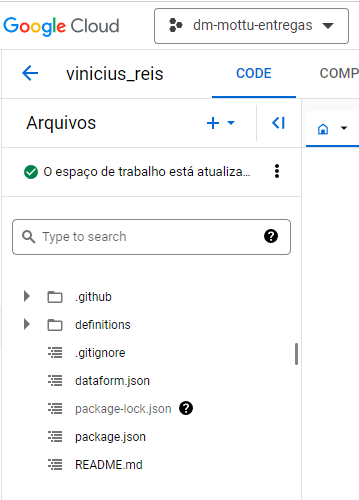 Google Cloud
dm-mottu-entregas
vinicius_reis
CODE
COMP
Arquivos
O espaço de trabalho está atualiza...
Type to search
.github
definitions
.gitignore
dataform.json
package-lock.json
package.json
README.md